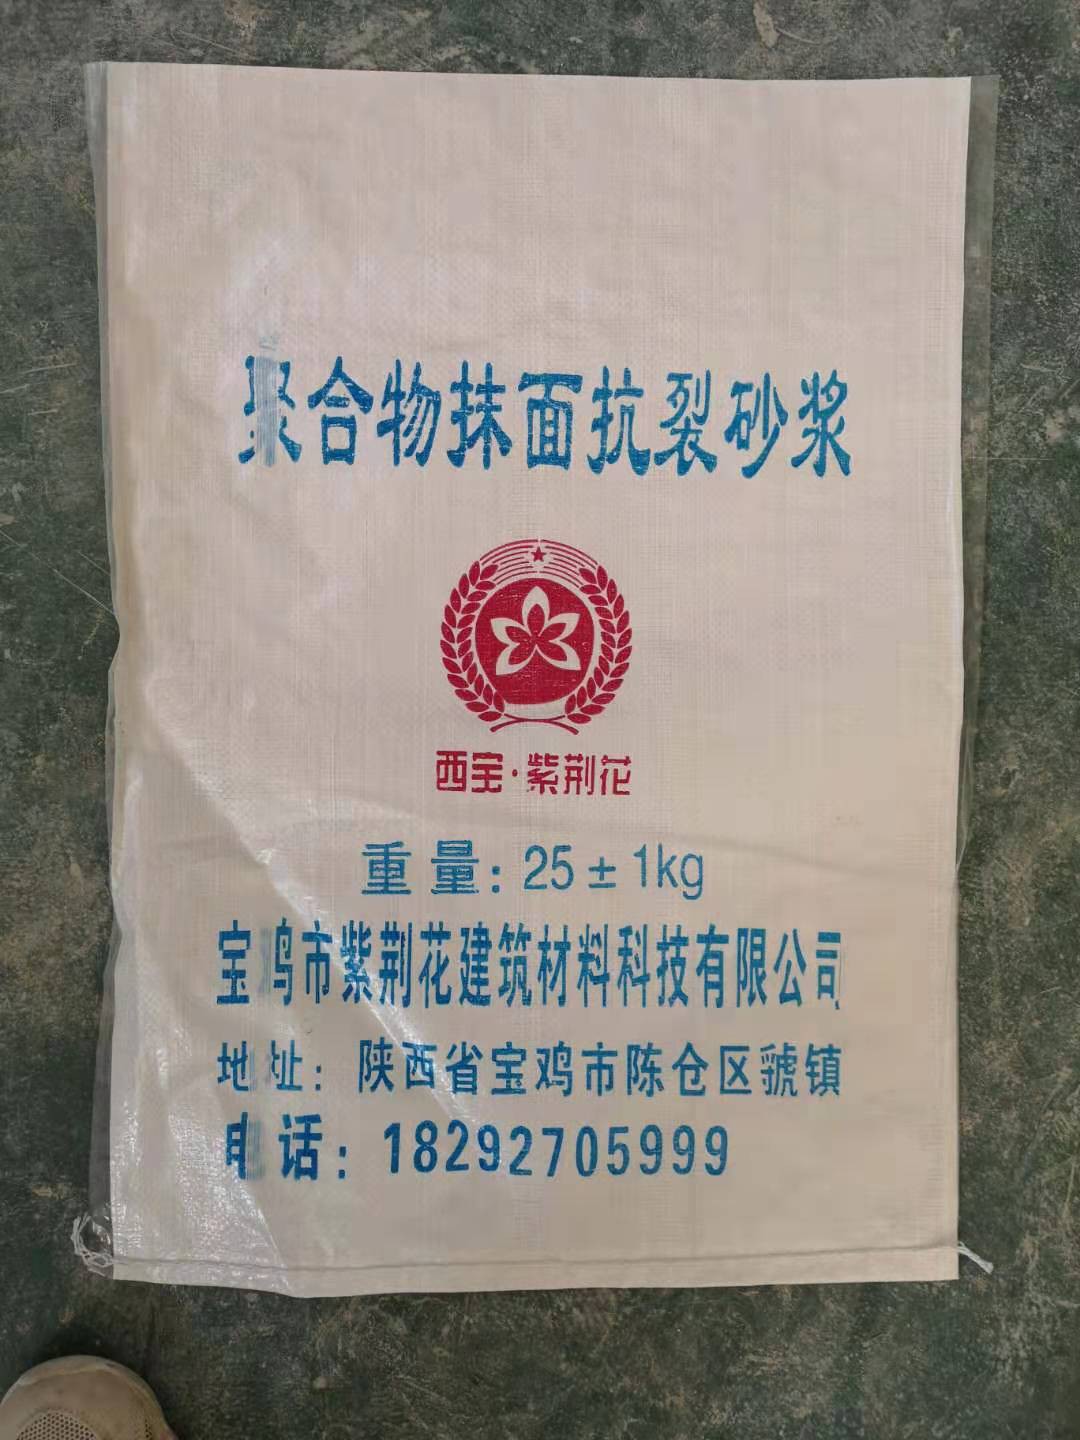 聚合物抹面抗裂砂浆
西宝·紫荆花
重量：25±1kg
宝鸡市紫荆花建筑材料科技有限公司
地址：陕西省宝鸡市陈仓区虢镇
电话：18292705999